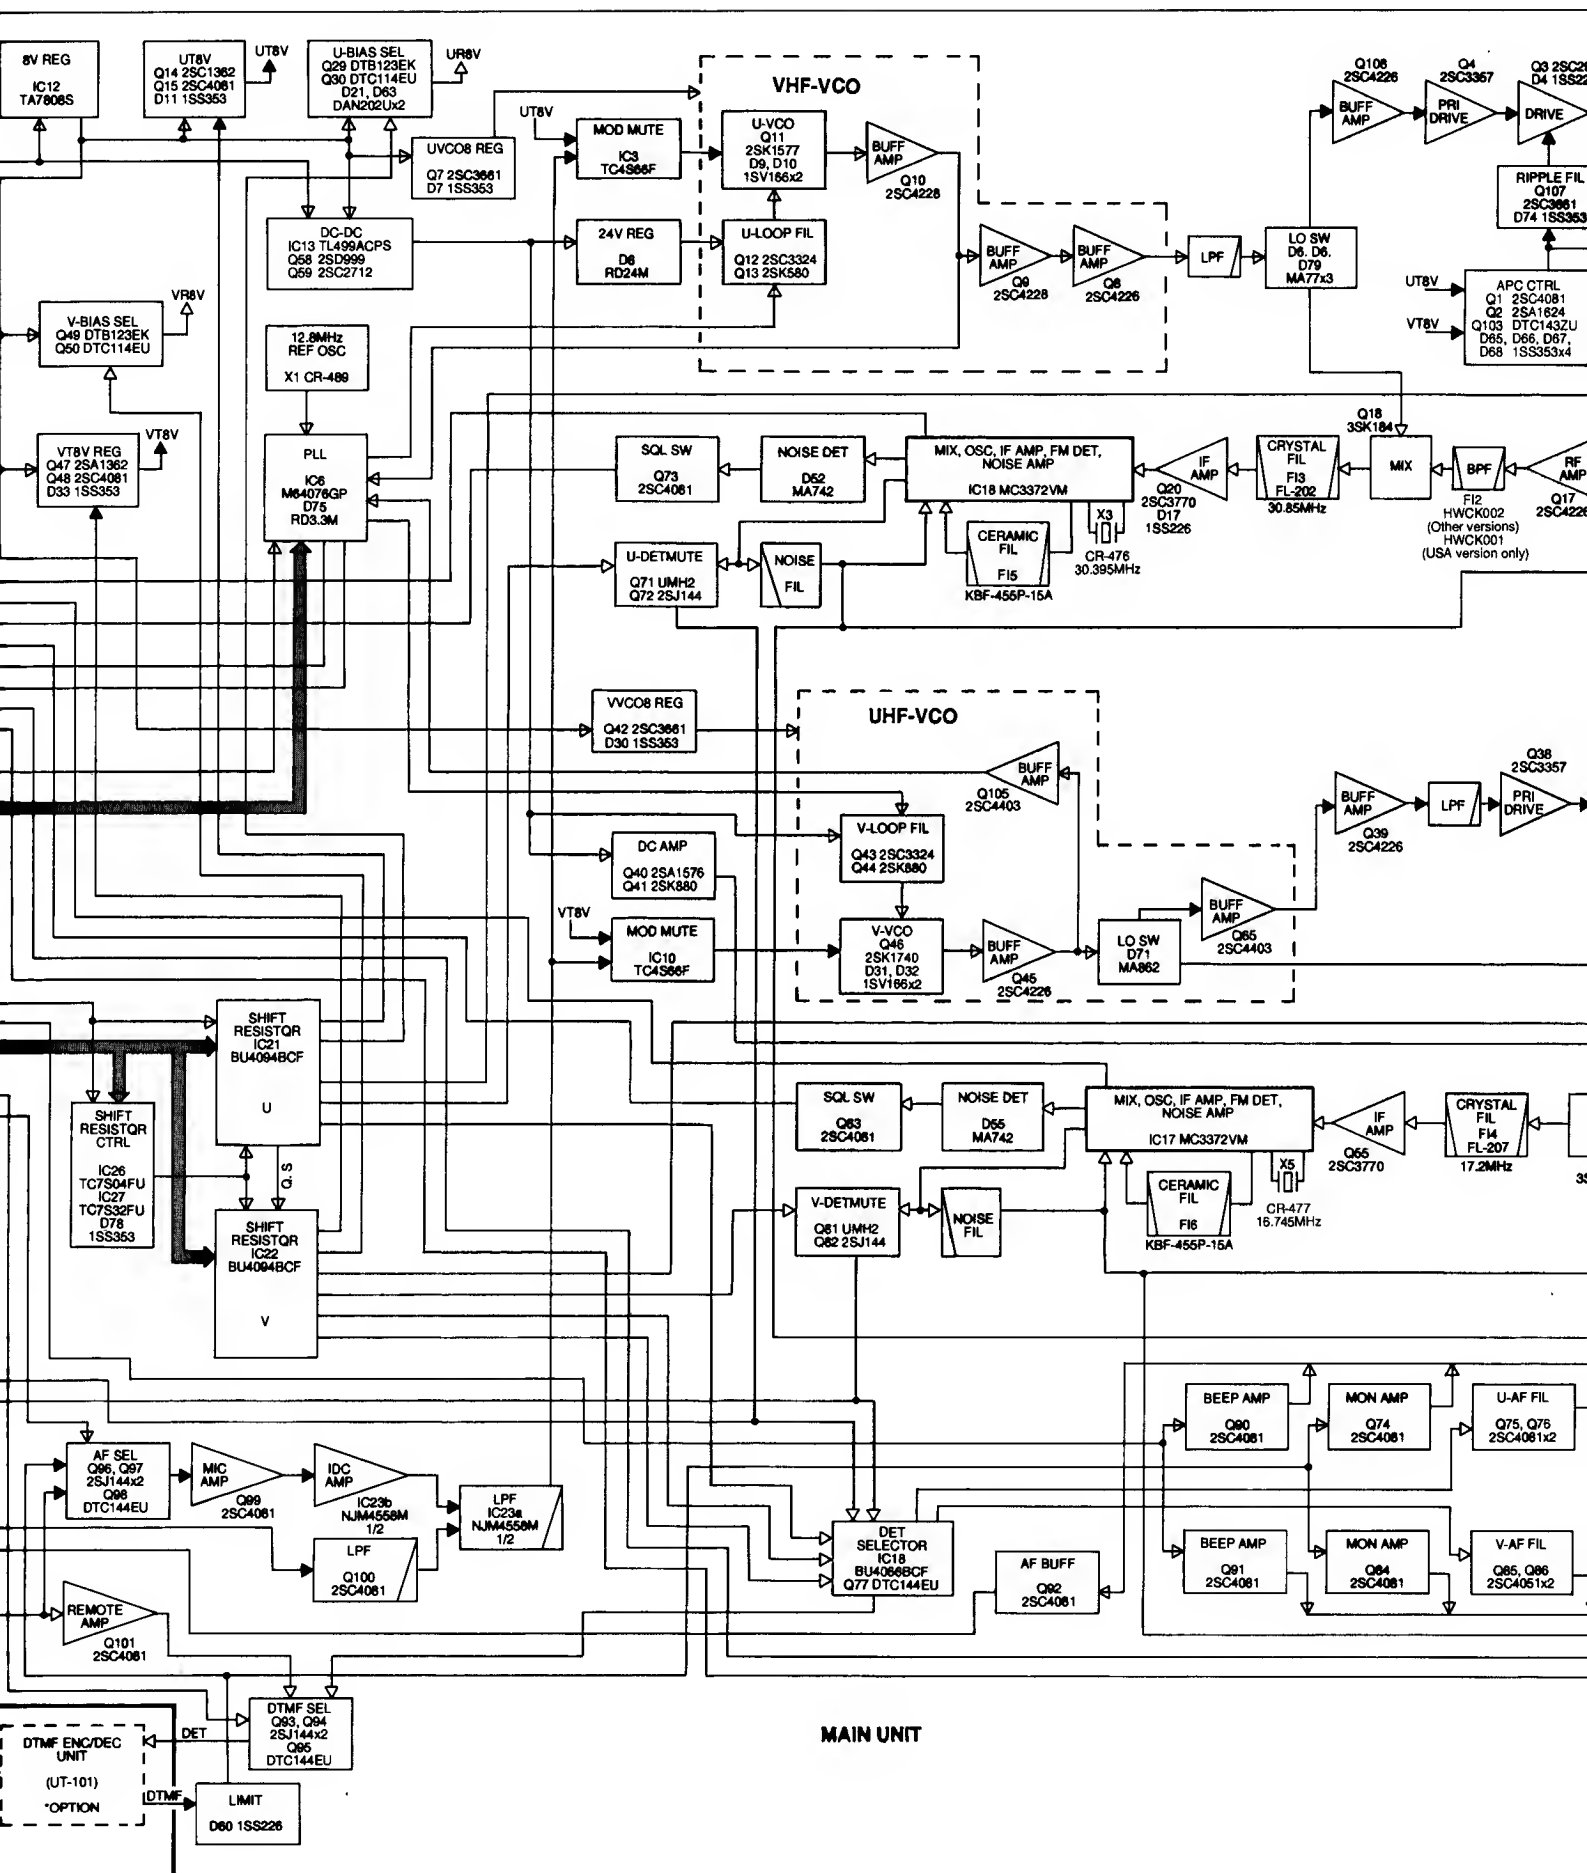 8V REG
IC12
TA7808S
UT8V
Q14 2SC1362
Q15 2SC4081
D11 1SS353
UT8V
U-BIAS SEL
Q29 DTB123EK
Q30 DTC114EU
D21, D63
DAN202Ux2
UR8V
UVCO8 REG
Q7 2SC3661
D7 1SS353
UT8V
MOD MUTE
IC3
TC4S66F
VHF-VCO
U-VCO
Q11
2SK1577
D9, D10
1SV166x2
BUFF
AMP
Q10
2SC4228
Q108
2SC4226
BUFF
AMP
Q4
2SC3357
PRI
DRIVE
Q3 2SC26
D4 1SS22
DRIVE
RIPPLE FIL
Q107
2SC3661
D74 1SS353
DC-DC
IC13 TL499ACPS
Q58 2SD999
Q59 2SC2712
24V REG
D8
RD24M
U-LOOP FIL
Q12 2SC3324
Q13 2SK580
BUFF
AMP
Q9
2SC4228
BUFF
AMP
Q8
2SC4226
LPF
LO SW
D6, D6,
D79
MA77x3
UT8V
VT8V
APC CTRL
Q1 2SC4081
Q2 2SA1624
Q103 DTC143ZU
D65, D66, D67,
D68 1SS353x4
VR8V
V-BIAS SEL
Q49 DTB123EK
Q50 DTC114EU
12.8MHz
REF OSC
X1 CR-489
VT8V REG
Q47 2SA1362
Q48 2SC4081
D33 1SS353
VT8V
PLL
IC6
M64076GP
D75
RD3.3M
SQL SW
Q73
2SC4081
NOISE DET
D52
MA742
MIX, OSC, IF AMP, FM DET,
NOISE AMP
IC18 MC3372VM
X3
CR-476
30.395MHz
CERAMIC
FIL
FI5
KBF-455P-15A
IF
AMP
Q20
2SC3770
D17
1SS226
CRYSTAL
FIL
FI3
FL-202
30.85MHz
Q18
3SK184
MIX
BPF
FI2
HWCK002
(Other versions)
HWCK001
(USA version only)
RF
AMP
Q17
2SC4226
U-DETMUTE
Q71 UMH2
Q72 2SJ144
NOISE
FIL
VVCO8 REG
Q42 2SC3661
D30 1SS353
UHF-VCO
BUFF
AMP
Q105
2SC4403
V-LOOP FIL
Q43 2SC3324
Q44 2SK880
BUFF
AMP
Q39
2SC4226
LPF
Q38
2SC3357
PRI
DRIVE
DC AMP
Q40 2SA1576
Q41 2SK880
VT8V
MOD MUTE
IC10
TC4S66F
V-VCO
Q46
2SK1740
D31, D32
1SV166x2
BUFF
AMP
Q45
2SC4226
LO SW
D71
MA862
BUFF
AMP
Q65
2SC4403
SHIFT
RESISTOR
IC21
BU4094BCF
U
Q.S
SHIFT
RESISTOR
CTRL
IC26
TC7S04FU
IC27
TC7S32FU
D78
1SS353
SHIFT
RESISTOR
IC22
BU4094BCF
V
SQL SW
Q63
2SC4081
NOISE DET
D55
MA742
MIX, OSC, IF AMP, FM DET,
NOISE AMP
IC17 MC3372VM
X5
CR-477
16.745MHz
CERAMIC
FIL
FI6
KBF-455P-15A
IF
AMP
Q55
2SC3770
CRYSTAL
FIL
FI4
FL-207
17.2MHz
3S
V-DETMUTE
Q81 UMH2
Q82 2SJ144
NOISE
FIL
BEEP AMP
Q90
2SC4081
MON AMP
Q74
2SC4081
U-AF FIL
Q75, Q76
2SC4081x2
AF SEL
Q96, Q97
2SJ144x2
Q98
DTC144EU
MIC
AMP
Q99
2SC4081
IDC
AMP
IC23b
NJM4558M
1/2
LPF
IC23a
NJM4558M
1/2
LPF
Q100
2SC4081
DET
SELECTOR
IC18
BU4066BCF
Q77 DTC144EU
AF BUFF
Q92
2SC4081
BEEP AMP
Q91
2SC4081
MON AMP
Q84
2SC4081
V-AF FIL
Q85, Q86
2SC4051x2
REMOTE
AMP
Q101
2SC4081
DTMF SEL
Q93, Q94
2SJ144x2
Q95
DTC144EU
DET
DTMF ENC/DEC
UNIT
(UT-101)
*OPTION
DTMF
LIMIT
D60 1SS226
MAIN UNIT